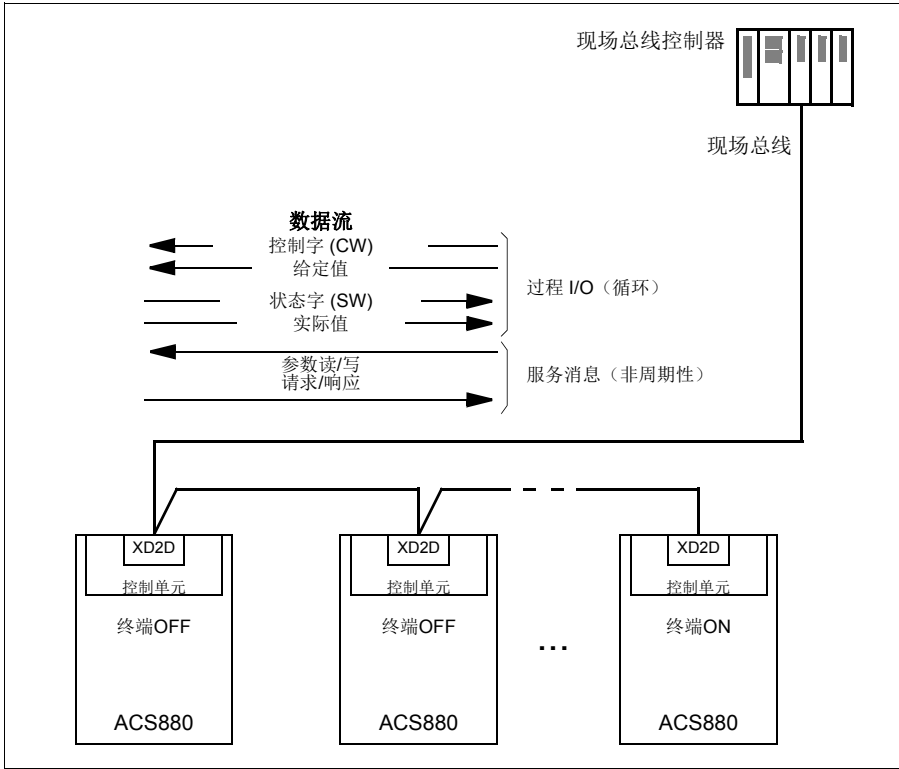 现场总线控制器
现场总线
数据流
控制字 (CW)
给定值
状态字 (SW)
实际值
过程 I/O（循环）
参数读/写
请求/响应
服务消息（非周期性）
XD2D
控制单元
终端OFF
ACS880
XD2D
控制单元
终端OFF
ACS880
...
XD2D
控制单元
终端ON
ACS880